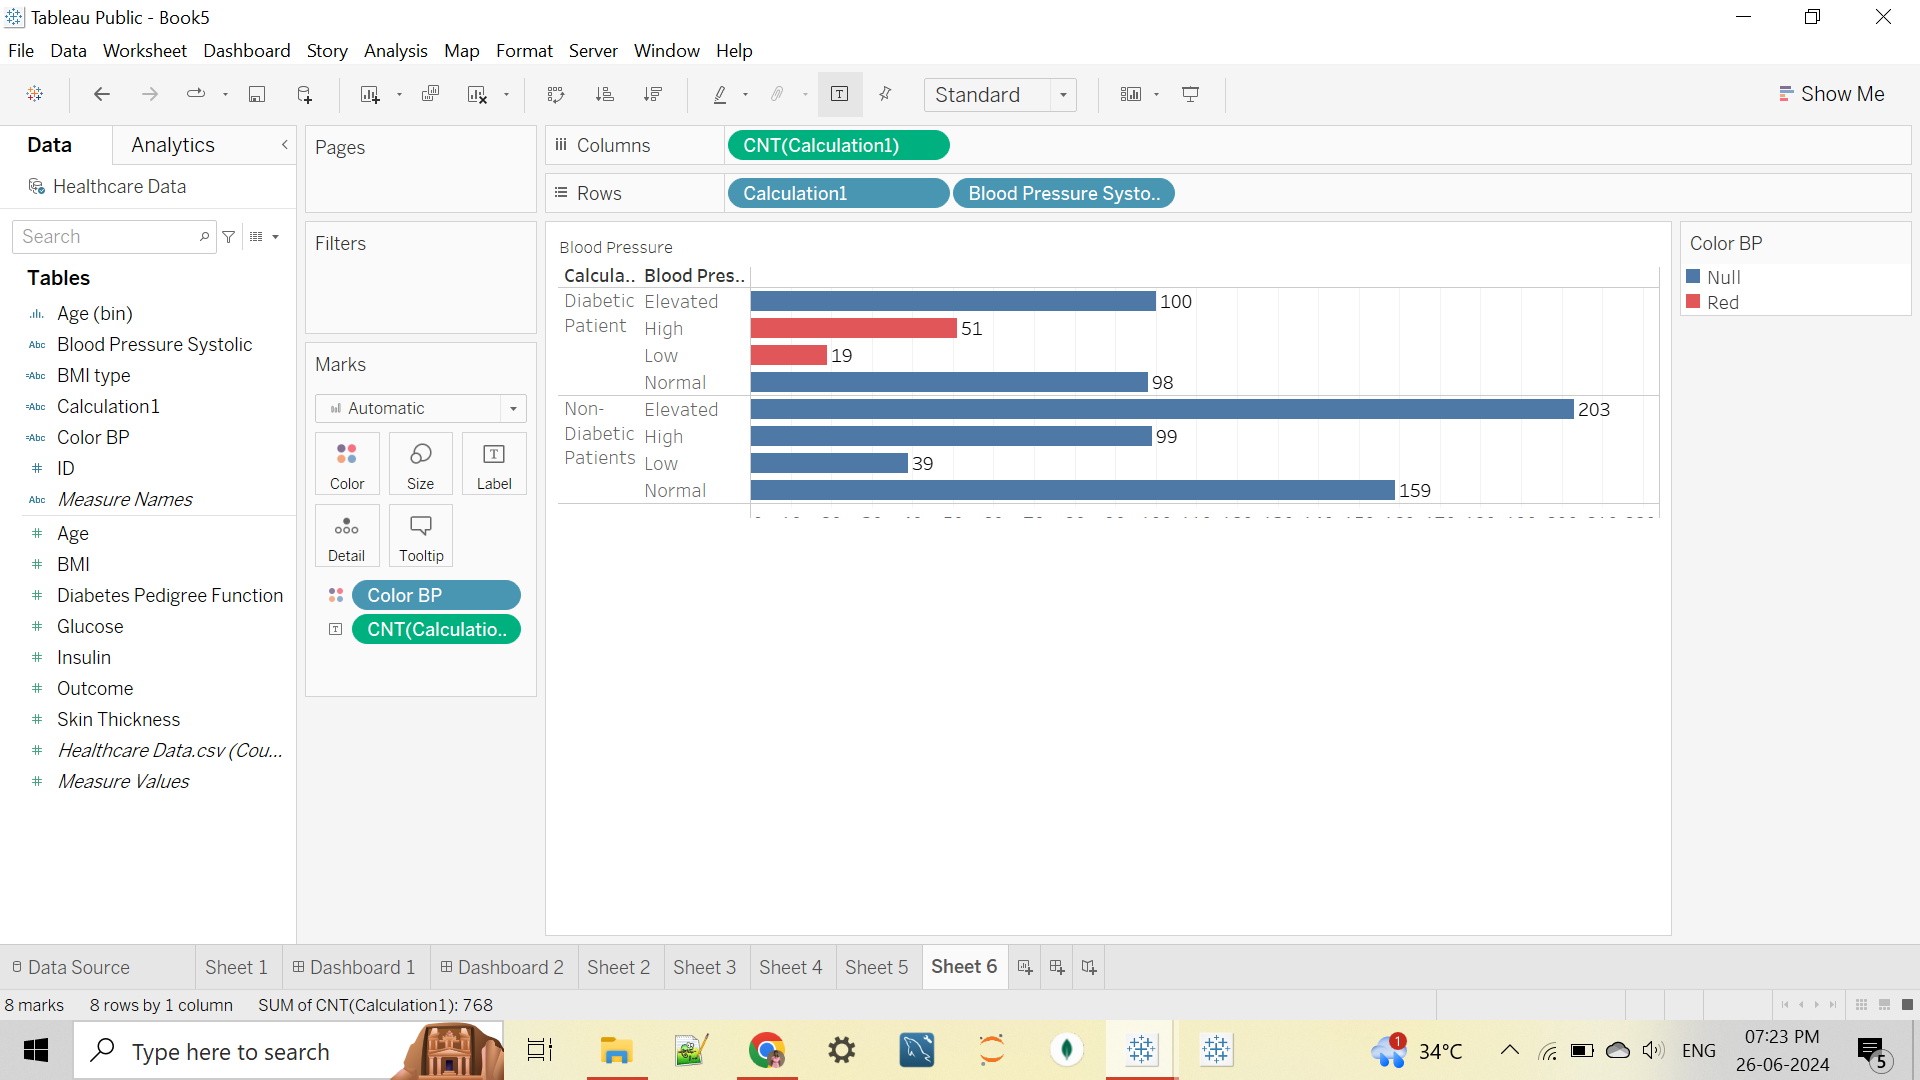 Tableau Public - Book5
File Data Worksheet Dashboard Story Analysis Map Format Server Window Help
Standard
Show Me
Data Analytics
Healthcare Data
Search
Tables
Age (bin)
Abc Blood Pressure Systolic
=Abc BMI type
=Abc Calculation1
=Abc Color BP
# ID
Abc Measure Names
# Age
# BMI
# Diabetes Pedigree Function
# Glucose
# Insulin
# Outcome
# Skin Thickness
# Healthcare Data.csv (Cou...
# Measure Values
Pages
Filters
Marks
Automatic
Color Size Label
Detail Tooltip
Color BP
CNT(Calculatio..
Columns CNT(Calculation1)
Rows Calculation1 Blood Pressure Systo..
Blood Pressure
Calcula.. Blood Pres..
Diabetic Patient
Elevated 100
High 51
Low 19
Normal 98
Non-Diabetic Patients
Elevated 203
High 99
Low 39
Normal 159
Color BP
Null
Red
Data Source Sheet 1 Dashboard 1 Dashboard 2 Sheet 2 Sheet 3 Sheet 4 Sheet 5 Sheet 6
8 marks 8 rows by 1 column SUM of CNT(Calculation1): 768
Type here to search
1
34°C
ENG
07:23 PM
26-06-2024
5